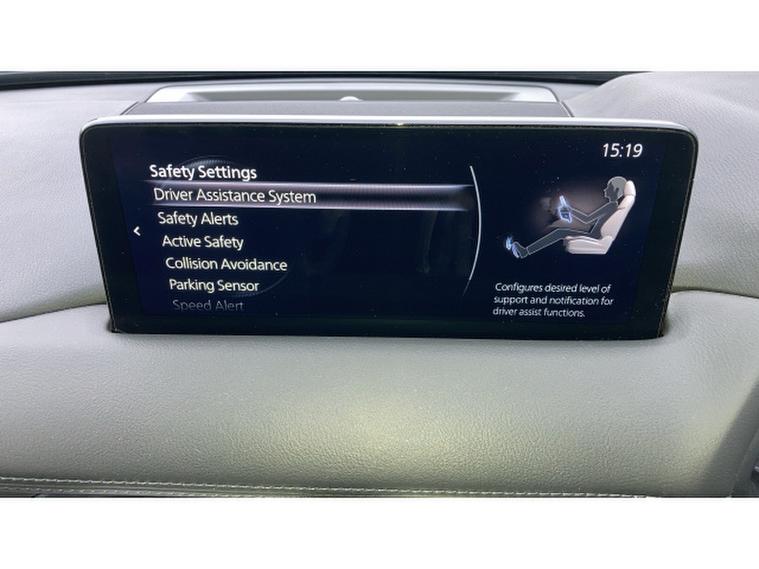 15:19
Safety Settings
Driver Assistance System
Safety Alerts
Active Safety
Collision Avoidance
Parking Sensor
Speed Alert
Configures desired level of
support and notification for
driver assist functions.